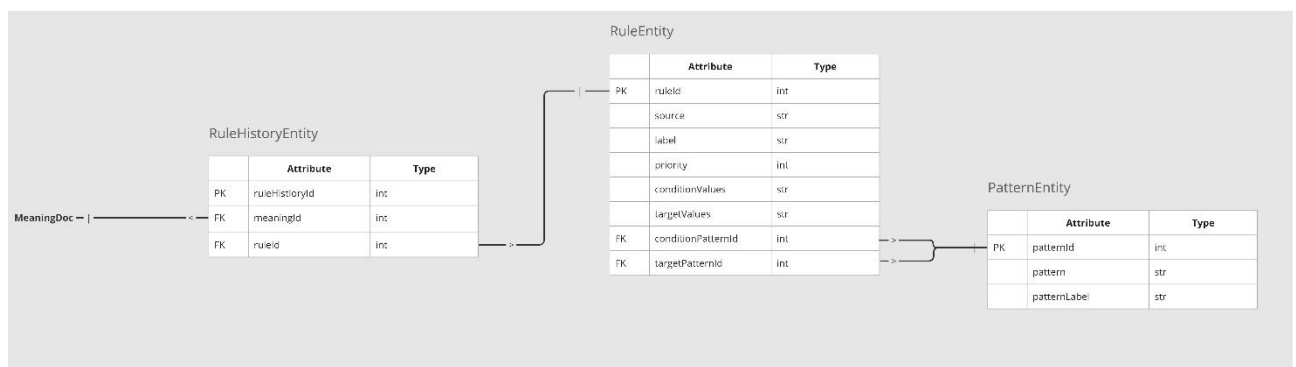 RuleEntity
Attribute Type
PK ruleId int
source str
label str
priority int
conditionValues str
targetValues str
FK conditionPatternId int
FK targetPatternId int
RuleHistoryEntity
Attribute Type
PK ruleHistioryId int
FK meaningId int
FK ruleId int
MeaningDoc
PatternEntity
Attribute Type
PK patternId int
pattern str
patternLabel str